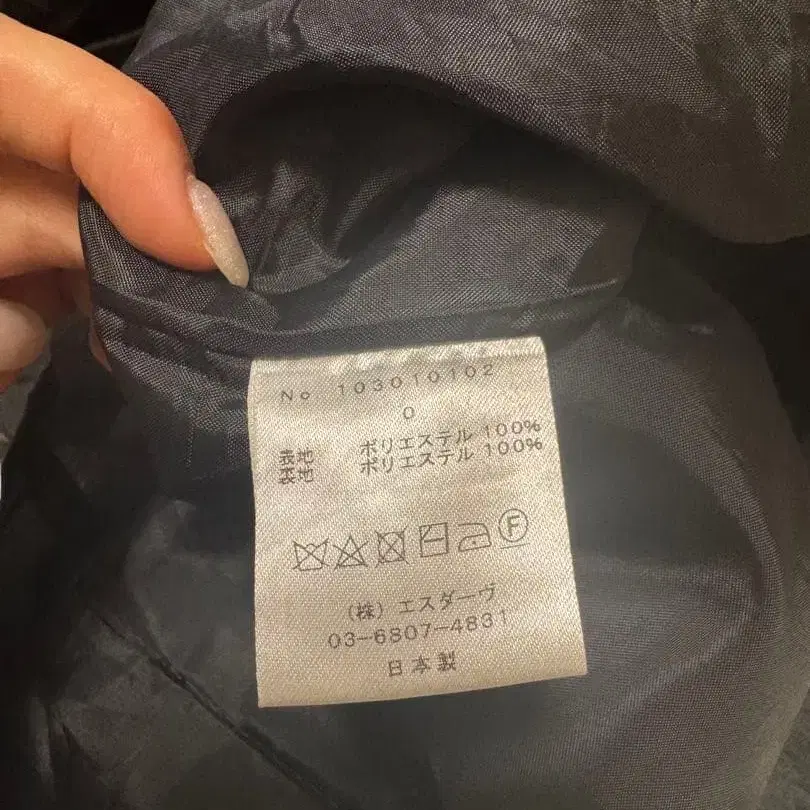 No 103010102
0
表地 ポリエステル 100%
裏地 ポリエステル 100%
F
(株) エスダーヴ
03-6807-4831
日本製